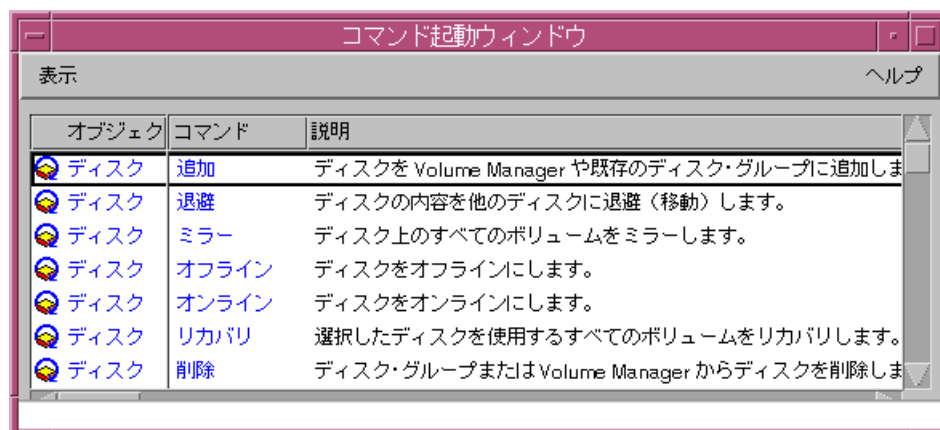 コマンド起動ウィンドウ
表示 ヘルプ
オブジェク コマンド 説明
ディスク 追加 ディスクを Volume Manager や既存のディスク・グループに追加しま
ディスク 退避 ディスクの内容を他のディスクに退避（移動）します。
ディスク ミラー ディスク上のすべてのボリュームをミラーします。
ディスク オフライン ディスクをオフラインにします。
ディスク オンライン ディスクをオンラインにします。
ディスク リカバリ 選択したディスクを使用するすべてのボリュームをリカバリします。
ディスク 削除 ディスク・グループまたは Volume Manager からディスクを削除しま